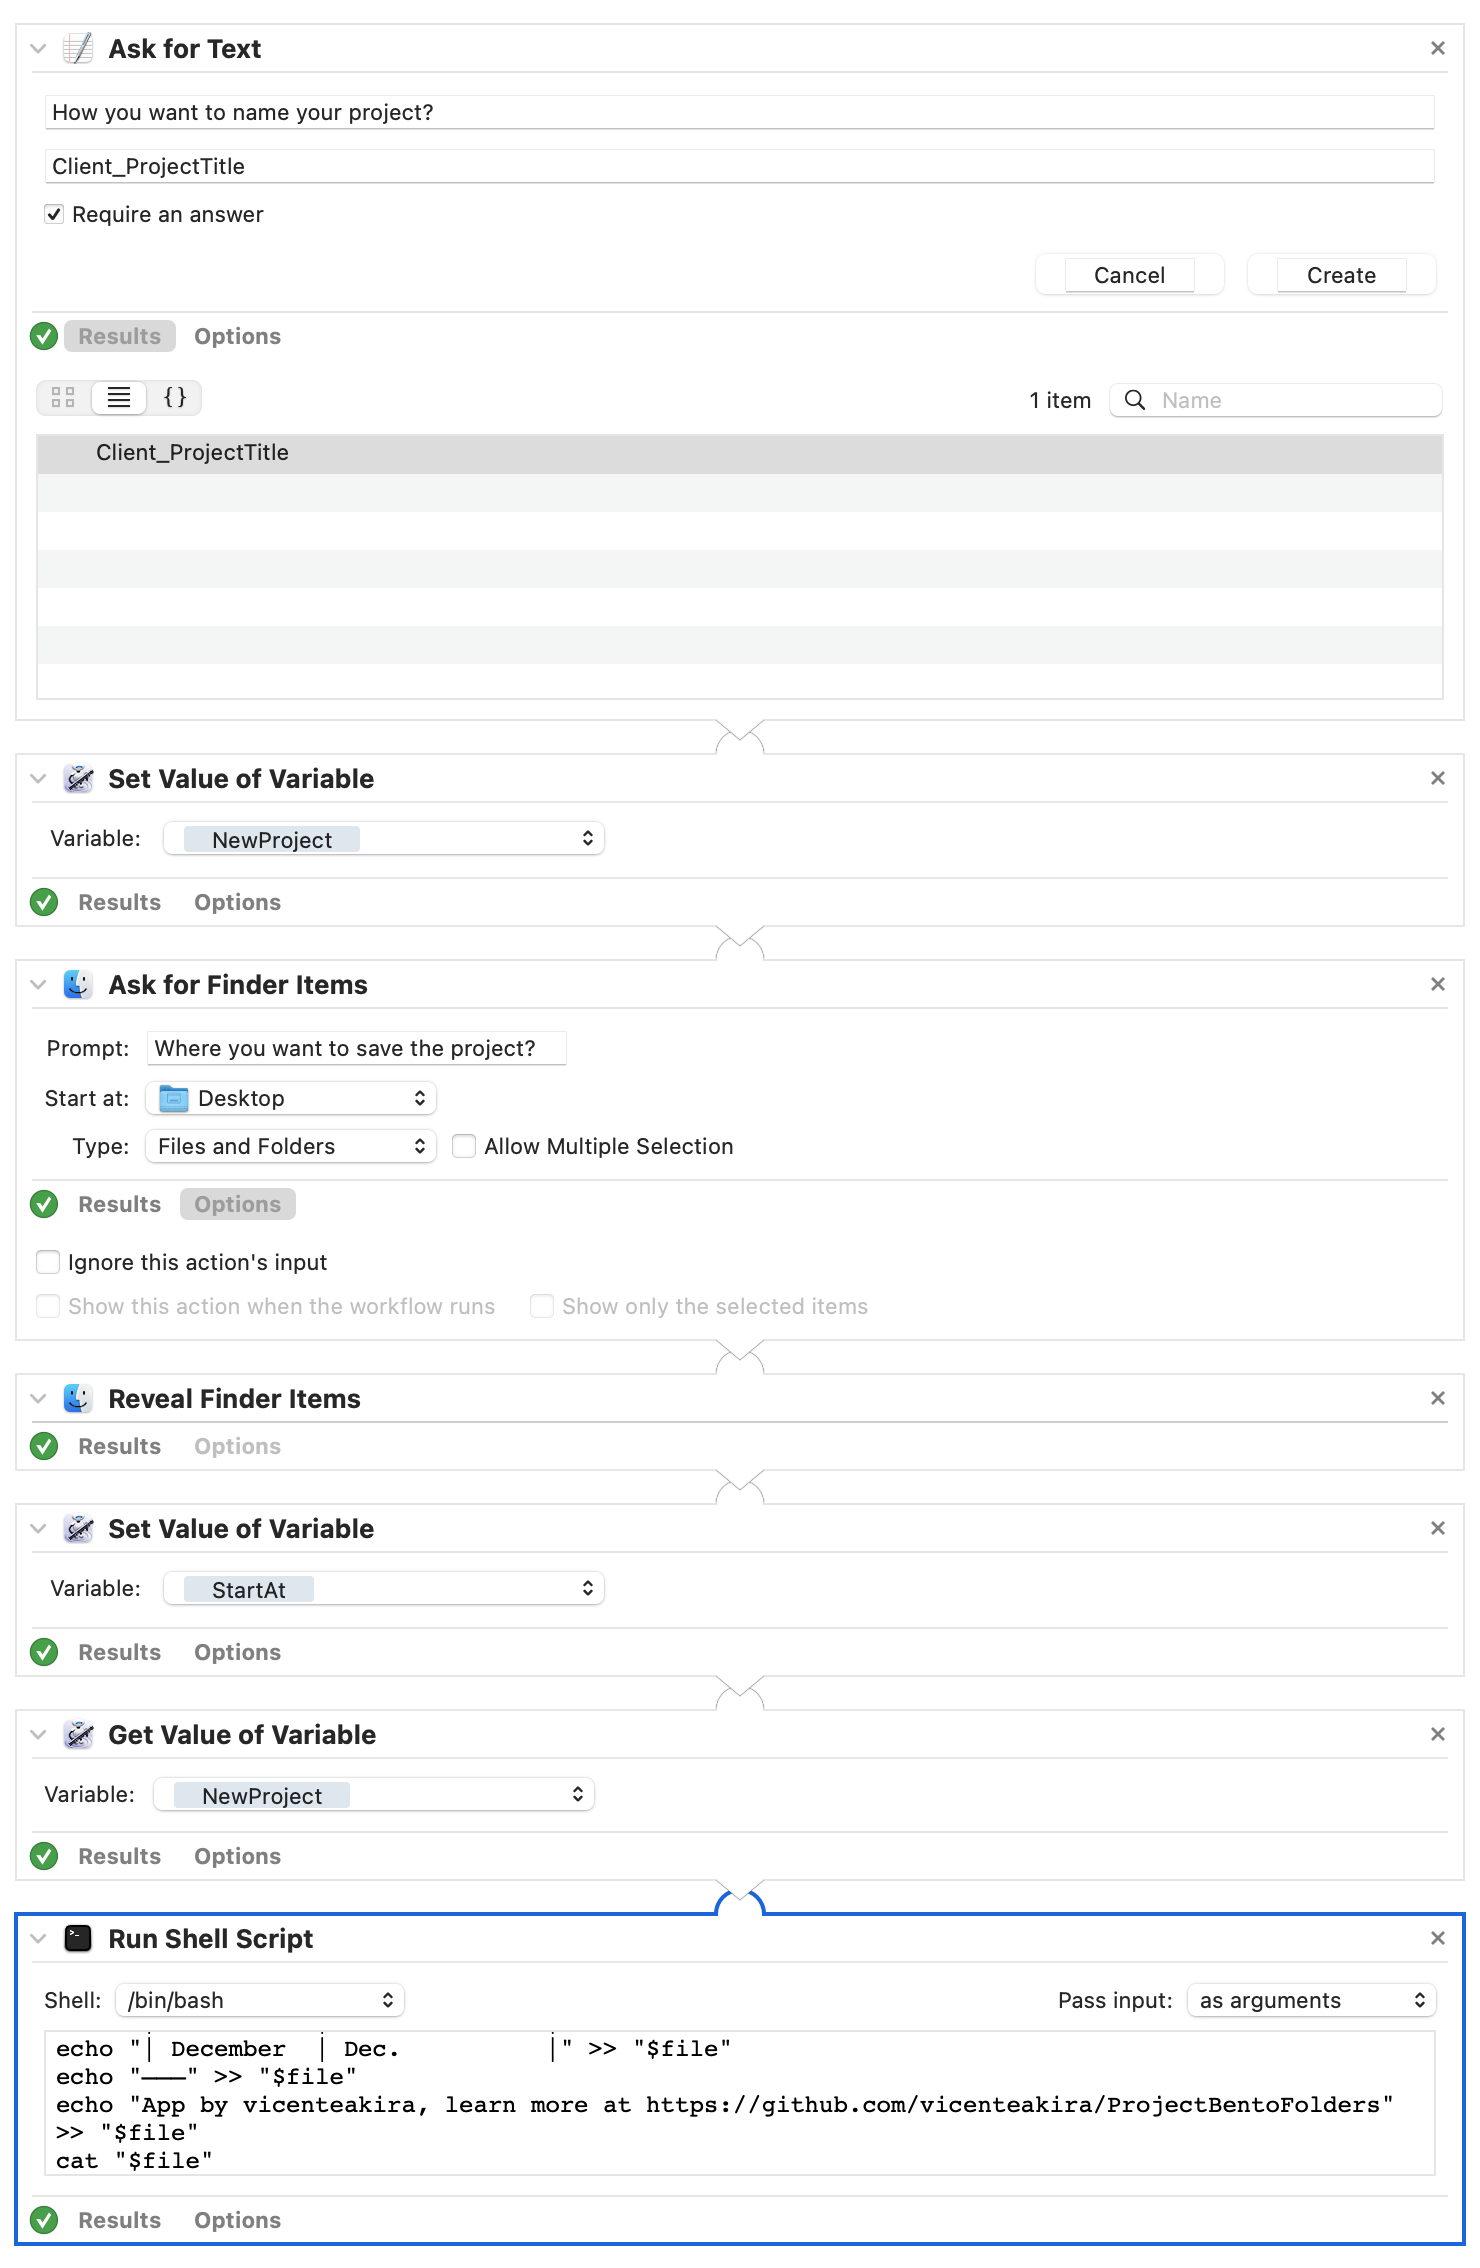 Ask for Text
How you want to name your project?
Client_ProjectTitle
Require an answer
Cancel Create
Results Options
{} 1 item Name
Client_ProjectTitle
Set Value of Variable
Variable: NewProject
Results Options
Ask for Finder Items
Prompt: Where you want to save the project?
Start at: Desktop
Type: Files and Folders Allow Multiple Selection
Results Options
Ignore this action's input
Show this action when the workflow runs Show only the selected items
Reveal Finder Items
Results Options
Set Value of Variable
Variable: StartAt
Results Options
Get Value of Variable
Variable: NewProject
Results Options
Run Shell Script
Shell: /bin/bash Pass input: as arguments
echo "| December  | Dec.          |" >> "$file"
echo "———" >> "$file"
echo "App by vicenteakira, learn more at https://github.com/vicenteakira/ProjectBentoFolders"
>> "$file"
cat "$file"
Results Options